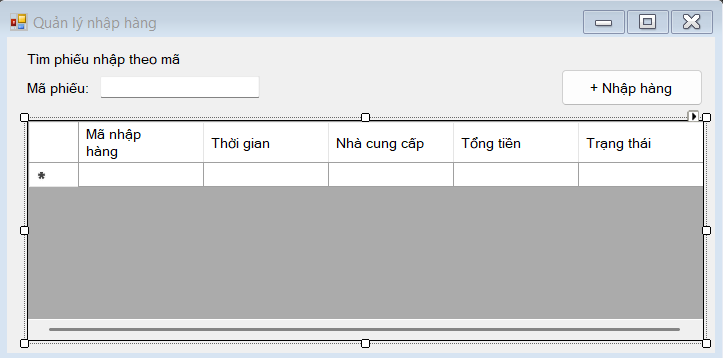 Quản lý nhập hàng
Tìm phiếu nhập theo mã
Mã phiếu:
+ Nhập hàng
Mã nhập
hàng
Thời gian
Nhà cung cấp
Tổng tiền
Trạng thái
*